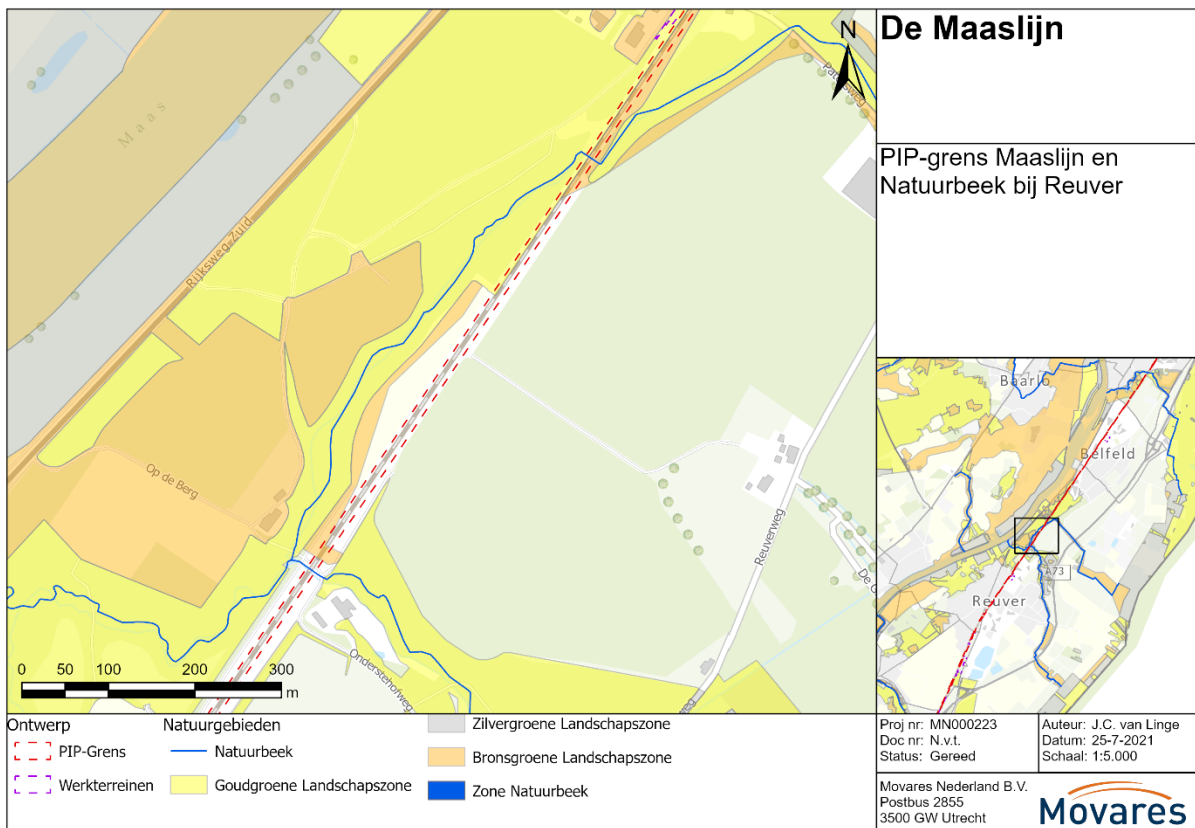 De Maaslijn
N
PIP-grens Maaslijn en
Natuurbeek bij Reuver
Maas
Rijksweg-Zuid
Op de Berg
Reuverweg
Onderstehofweg
0 50 100 200 300
m
Baarlo
Belfeld
A73
Reuver
Ontwerp
PIP-Grens
Werkterreinen
Natuurgebieden
Natuurbeek
Goudgroene Landschapszone
Zilvergroene Landschapszone
Bronsgroene Landschapszone
Zone Natuurbeek
Proj nr: MN000223
Doc nr: N.v.t.
Status: Gereed
Auteur: J.C. van Linge
Datum: 25-7-2021
Schaal: 1:5.000
Movares Nederland B.V.
Postbus 2855
3500 GW Utrecht
Movares